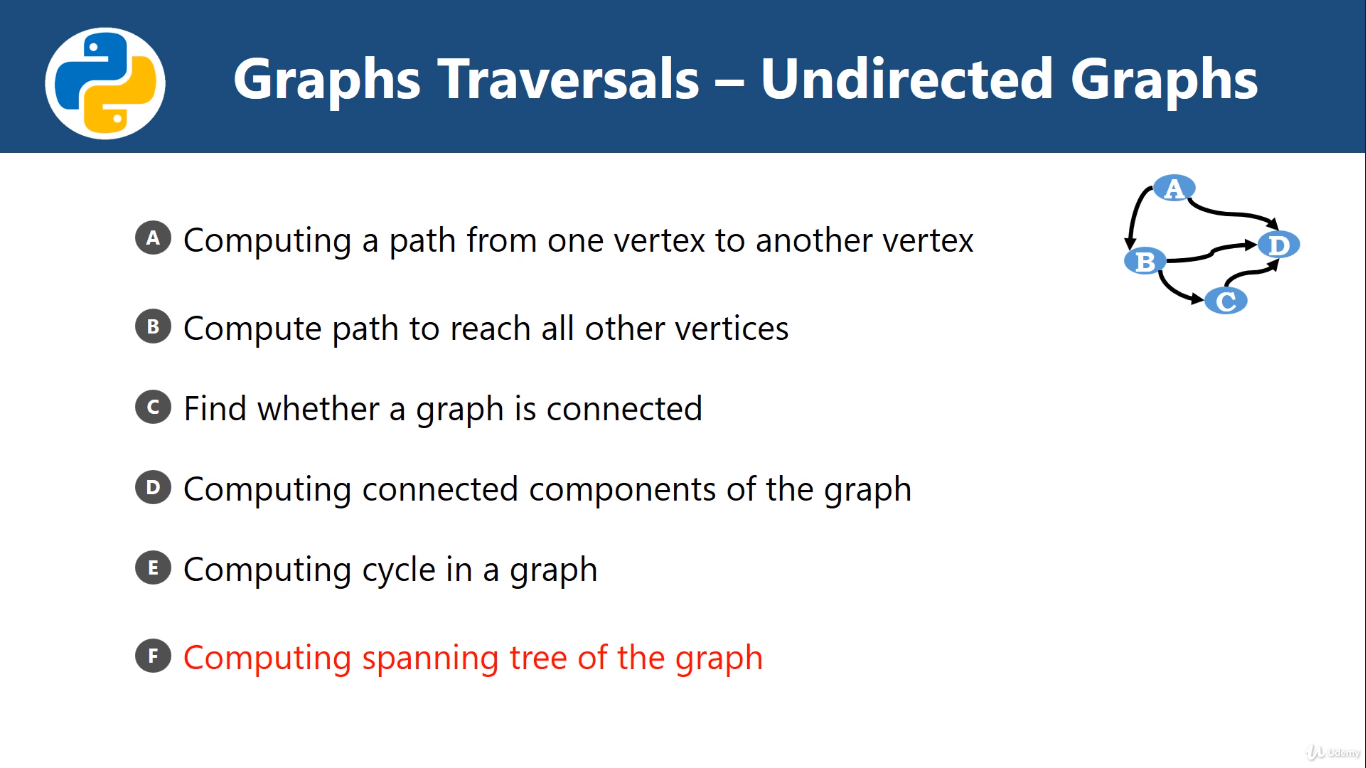 Graphs Traversals – Undirected Graphs
A Computing a path from one vertex to another vertex
B Compute path to reach all other vertices
C Find whether a graph is connected
D Computing connected components of the graph
E Computing cycle in a graph
F Computing spanning tree of the graph
A
D
B
C
Udemy